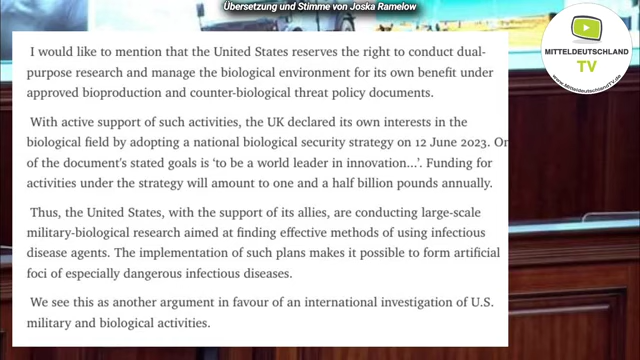 Übersetzung und Stimme von Joska Ramelow
MITTELDEUTSCHLAND
TV
www.MitteldeutschlandTV.de
I would like to mention that the United States reserves the right to conduct dual-
purpose research and manage the biological environment for its own benefit under
approved bioproduction and counter-biological threat policy documents.
With active support of such activities, the UK declared its own interests in the
biological field by adopting a national biological security strategy on 12 June 2023. On
of the document's stated goals is ‘to be a world leader in innovation...’. Funding for
activities under the strategy will amount to one and a half billion pounds annually.
Thus, the United States, with the support of its allies, are conducting large-scale
military-biological research aimed at finding effective methods of using infectious
disease agents. The implementation of such plans makes it possible to form artificial
foci of especially dangerous infectious diseases.
We see this as another argument in favour of an international investigation of U.S.
military and biological activities.